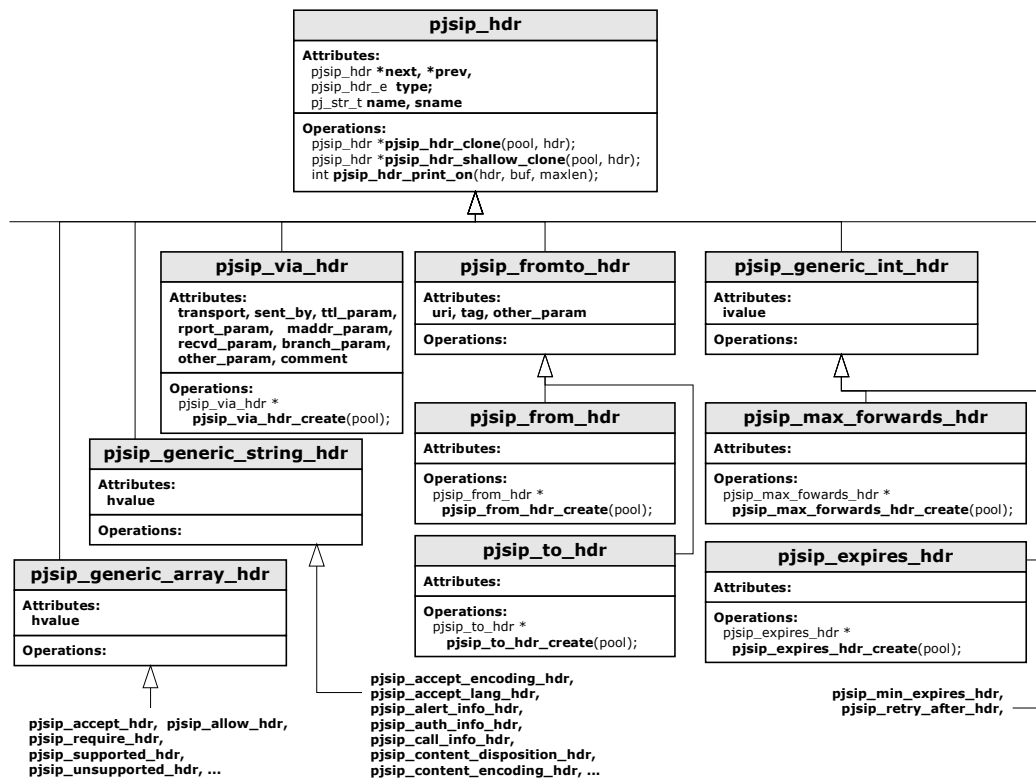 pjsip_hdr
Attributes:
pjsip_hdr *next, *prev,
pjsip_hdr_e type;
pj_str_t name, sname
Operations:
pjsip_hdr *pjsip_hdr_clone(pool, hdr);
pjsip_hdr *pjsip_hdr_shallow_clone(pool, hdr);
int pjsip_hdr_print_on(hdr, buf, maxlen);
pjsip_via_hdr
Attributes:
transport, sent_by, ttl_param,
rport_param, maddr_param,
recvd_param, branch_param,
other_param, comment
Operations:
pjsip_via_hdr *
pjsip_via_hdr_create(pool);
pjsip_fromto_hdr
Attributes:
uri, tag, other_param
Operations:
pjsip_generic_int_hdr
Attributes:
ivalue
Operations:
pjsip_from_hdr
Attributes:
Operations:
pjsip_from_hdr *
pjsip_from_hdr_create(pool);
pjsip_max_forwards_hdr
Attributes:
Operations:
pjsip_max_fowards_hdr *
pjsip_max_forwards_hdr_create(pool);
pjsip_generic_string_hdr
Attributes:
hvalue
Operations:
pjsip_to_hdr
Attributes:
Operations:
pjsip_to_hdr *
pjsip_to_hdr_create(pool);
pjsip_expires_hdr
Attributes:
Operations:
pjsip_expires_hdr *
pjsip_expires_hdr_create(pool);
pjsip_generic_array_hdr
Attributes:
hvalue
Operations:
pjsip_accept_hdr, pjsip_allow_hdr,
pjsip_require_hdr,
pjsip_supported_hdr,
pjsip_unsupported_hdr, ...
pjsip_accept_encoding_hdr,
pjsip_accept_lang_hdr,
pjsip_alert_info_hdr,
pjsip_auth_info_hdr,
pjsip_call_info_hdr,
pjsip_content_disposition_hdr,
pjsip_content_encoding_hdr, ...
pjsip_min_expires_hdr,
pjsip_retry_after_hdr,